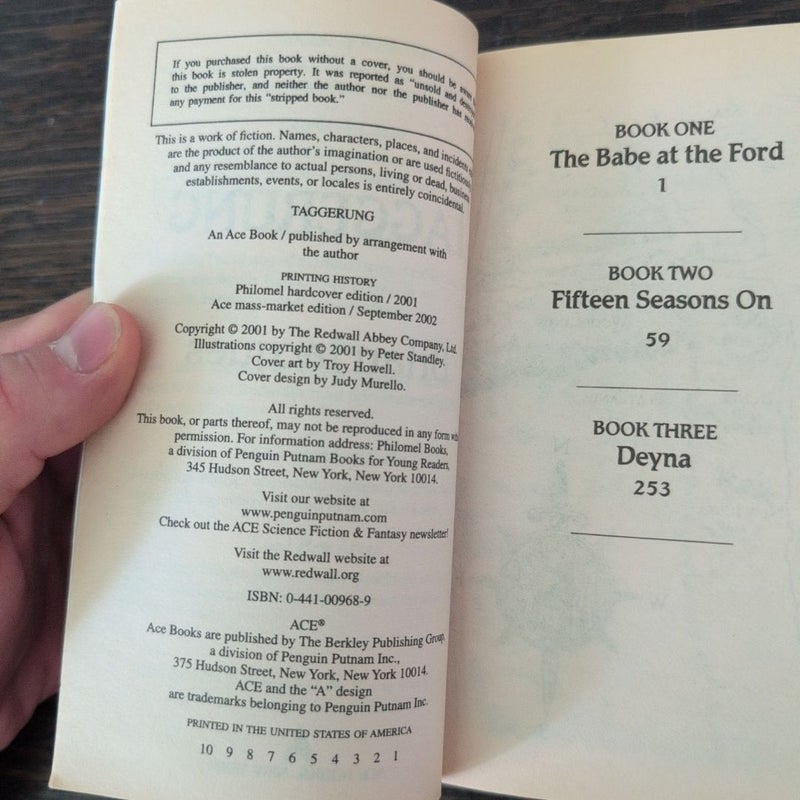 If you purchased this book without a cover, you should be aware
this book is stolen property. It was reported as "unsold and
to the publisher, and neither the author nor the publisher has
any payment for this "stripped book."
This is a work of fiction. Names, characters, places, and incidents
are the product of the author's imagination or are used
and any resemblance to actual persons, living or dead,
establishments, events, or locales is entirely coincidental.
TAGGERUNG
An Ace Book / published by arrangement with
the author
PRINTING HISTORY
Philomel hardcover edition / 2001
Ace mass-market edition / September 2002
Copyright © 2001 by The Redwall Abbey Company, Ltd.
Illustrations copyright © 2001 by Peter Standley.
Cover art by Troy Howell.
Cover design by Judy Murello.
All rights reserved.
This book, or parts thereof, may not be reproduced in any form
permission. For information address: Philomel Books,
a division of Penguin Putnam Books for Young Readers,
345 Hudson Street, New York, New York 10014.
Visit our website at
www.penguinputnam.com
Check out the ACE Science Fiction & Fantasy newsletter!
Visit the Redwall website at
www.redwall.org
ISBN: 0-441-00968-9
ACE®
Ace Books are published by The Berkley Publishing Group,
a division of Penguin Putnam Inc.,
375 Hudson Street, New York, New York 10014.
ACE and the "A" design
are trademarks belonging to Penguin Putnam Inc.
PRINTED IN THE UNITED STATES OF AMERICA
10 9 8 7 6 5 4 3 2 1
BOOK ONE
The Babe at the Ford
1
BOOK TWO
Fifteen Seasons On
59
BOOK THREE
Deyna
253